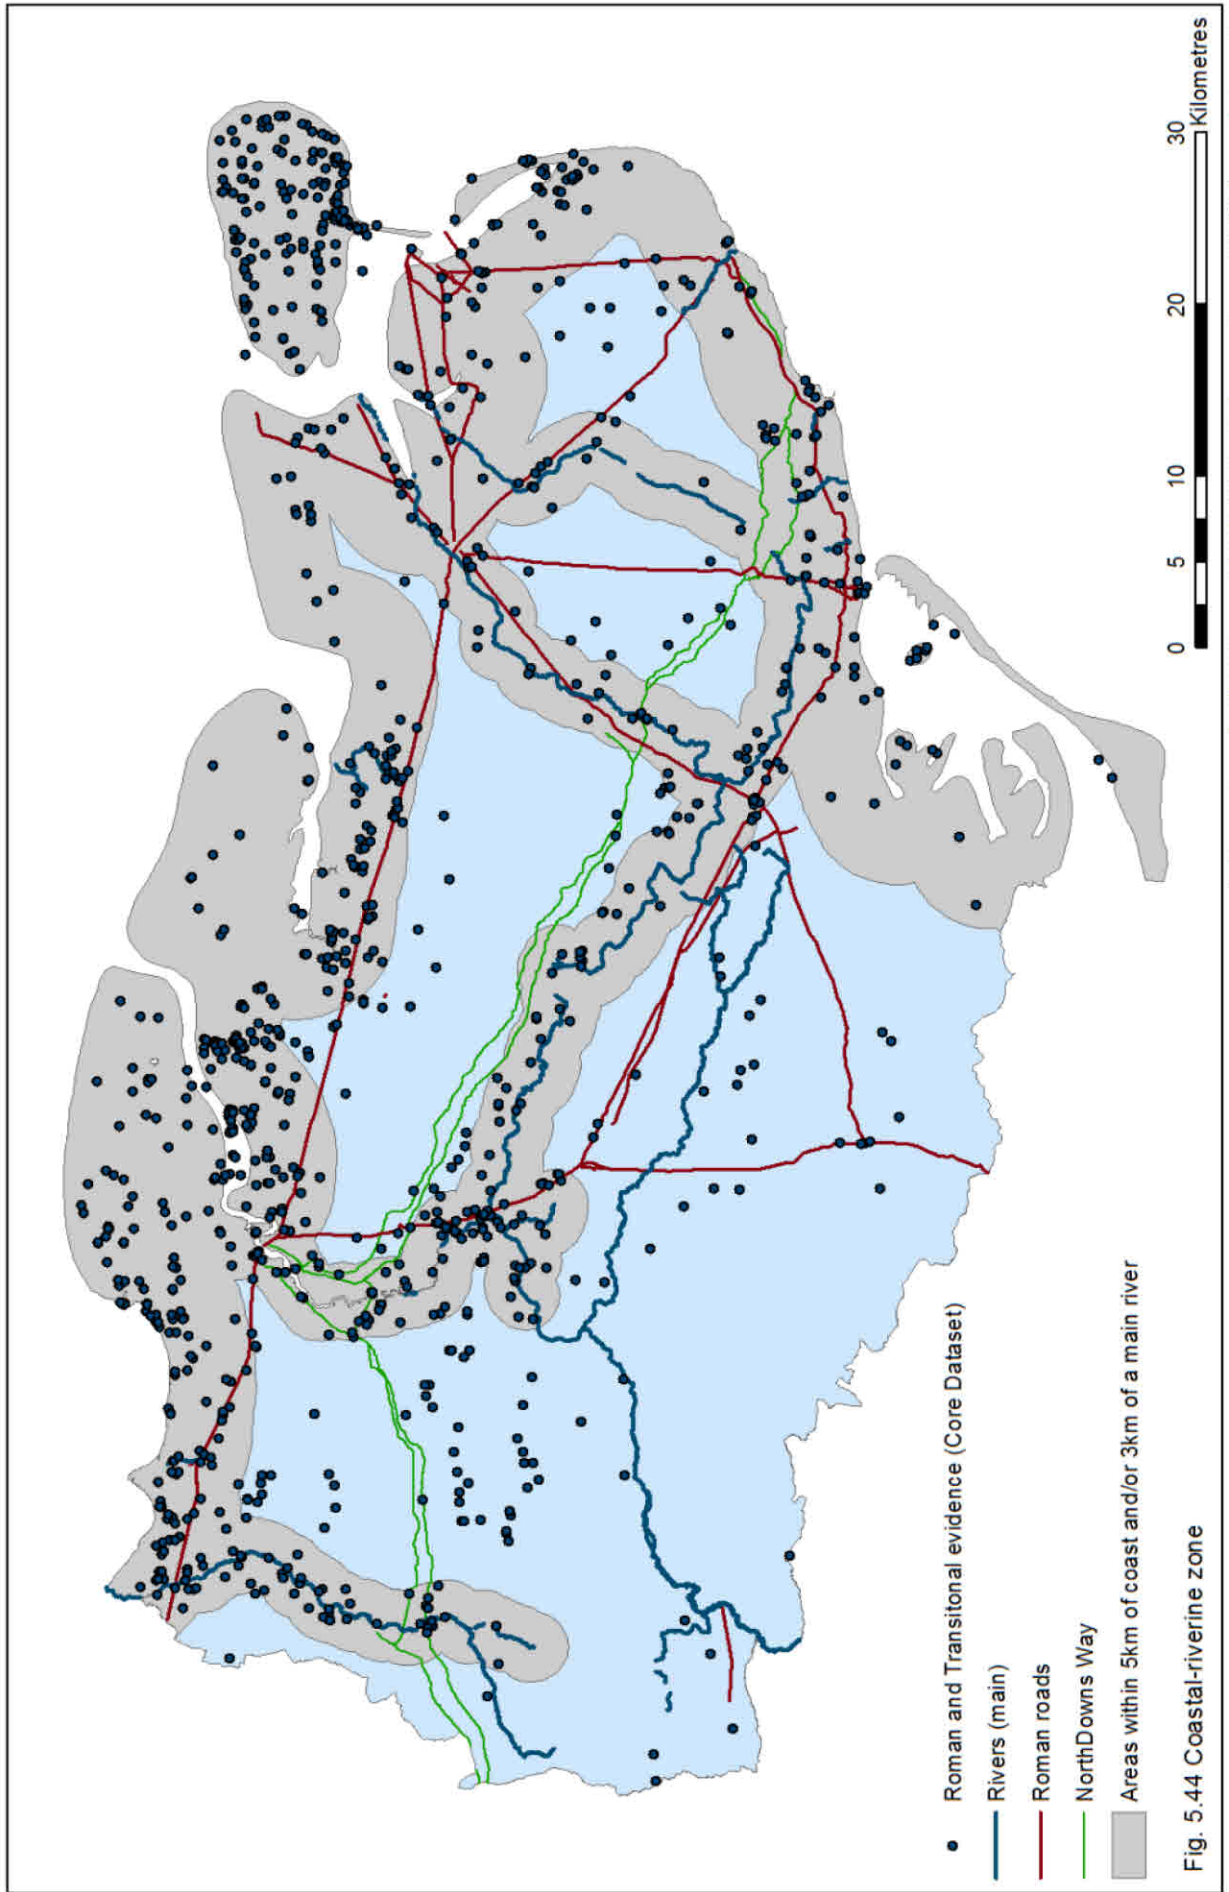 Roman and Transitonal evidence (Core Dataset)
Rivers (main)
Roman roads
NorthDowns Way
Areas within 5km of coast and/or 3km of a main river
Fig. 5.44 Coastal-riverine zone
0 5 10 20 30
Kilometres